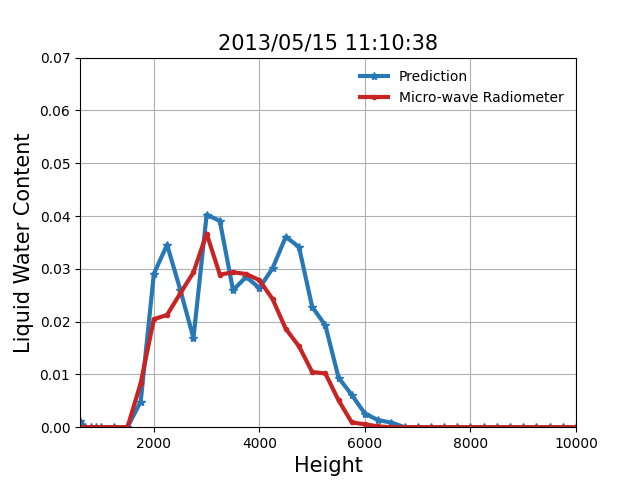 2013/05/15 11:10:38
Prediction
Micro-wave Radiometer
Liquid Water Content
0.07
0.06
0.05
0.04
0.03
0.02
0.01
0.00
2000 4000 6000 8000 10000
Height